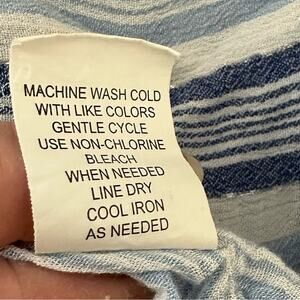 MACHINE WASH COLD
WITH LIKE COLORS
GENTLE CYCLE
USE NON-CHLORINE
BLEACH
WHEN NEEDED
LINE DRY
COOL IRON
AS NEEDED